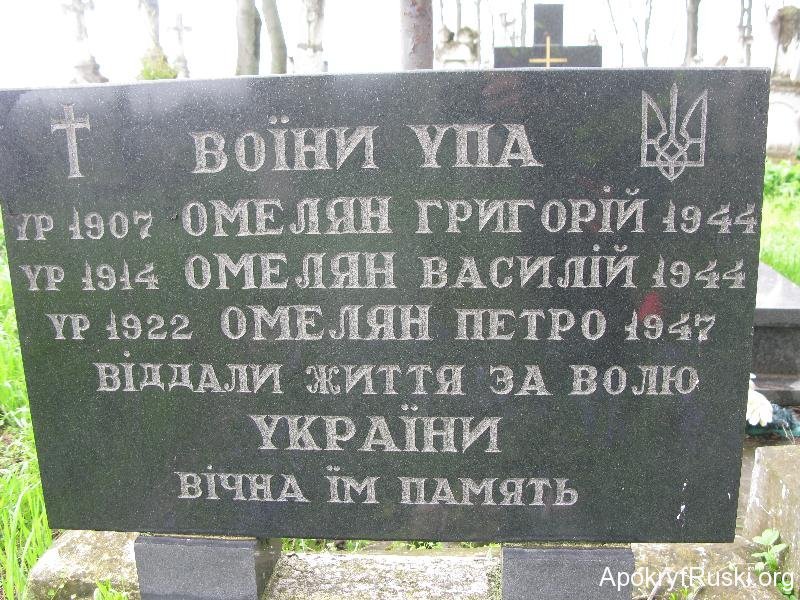 ВОЇНИ УПА
УР 1907 ОМЕЛЯН ГРИГОРІЙ 1944
УР 1914 ОМЕЛЯН ВАСИЛІЙ 1944
УР 1922 ОМЕЛЯН ПЕТРО 1947
ВІДДАЛИ ЖИТТЯ ЗА ВОЛЮ
УКРАЇНИ
ВІЧНА ЇМ ПАМЯТЬ
ApokryfRuski.org